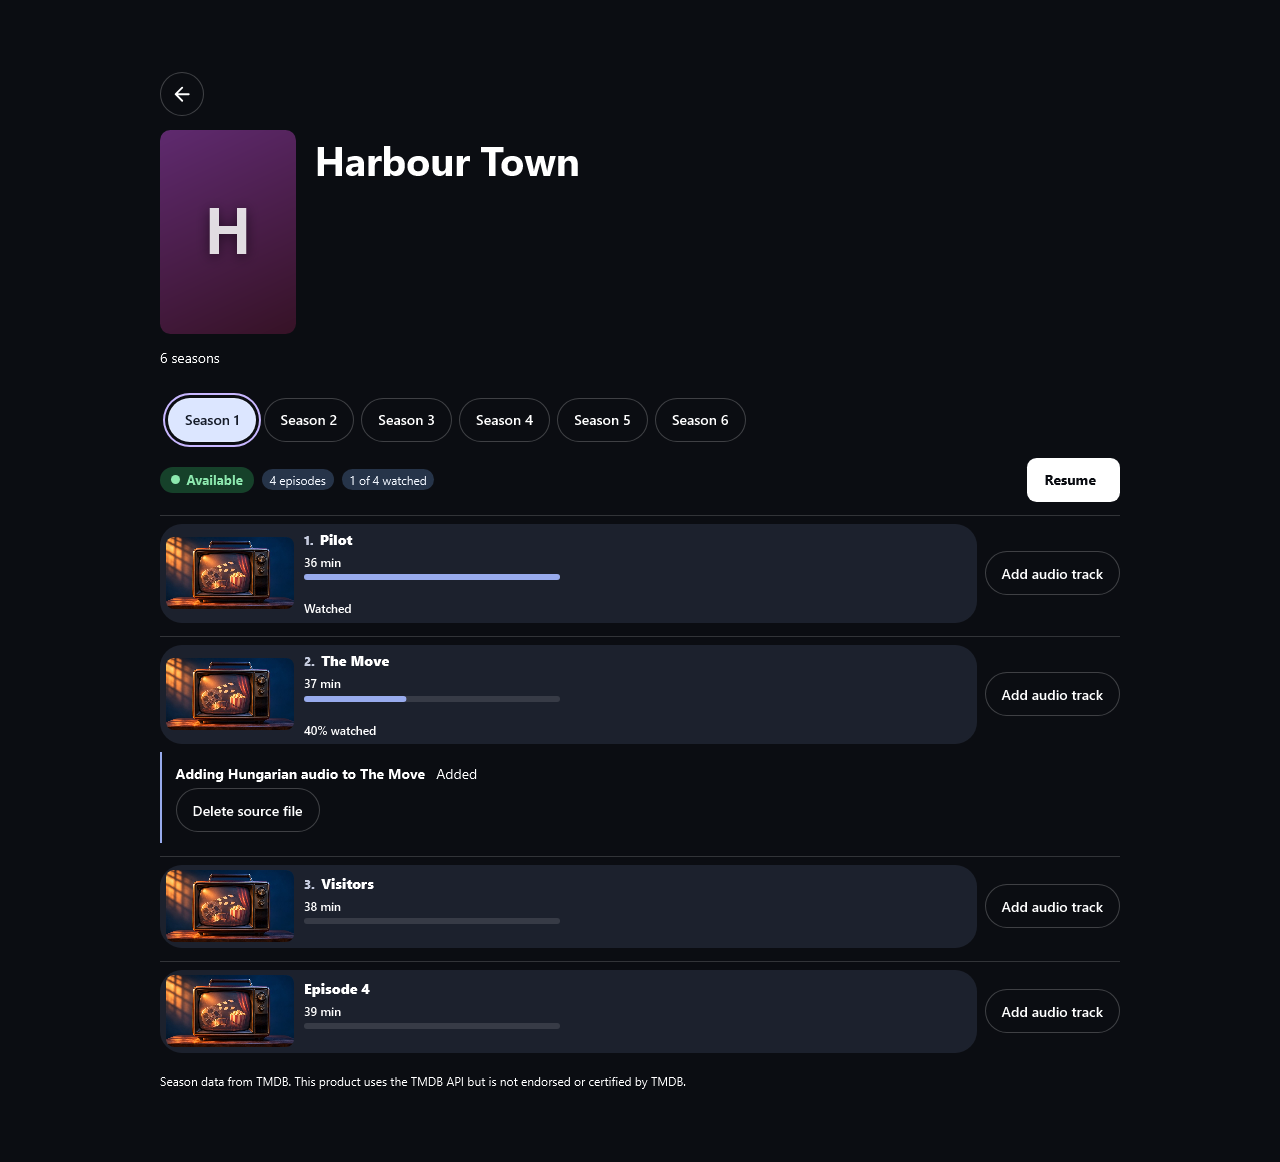 Harbour Town
H
6 seasons
Season 1
Season 2
Season 3
Season 4
Season 5
Season 6
Available
4 episodes
1 of 4 watched
Resume
1. Pilot
36 min
Watched
Add audio track
2. The Move
37 min
40% watched
Add audio track
Adding Hungarian audio to The Move Added
Delete source file
3. Visitors
38 min
Add audio track
Episode 4
39 min
Add audio track
Season data from TMDB. This product uses the TMDB API but is not endorsed or certified by TMDB.